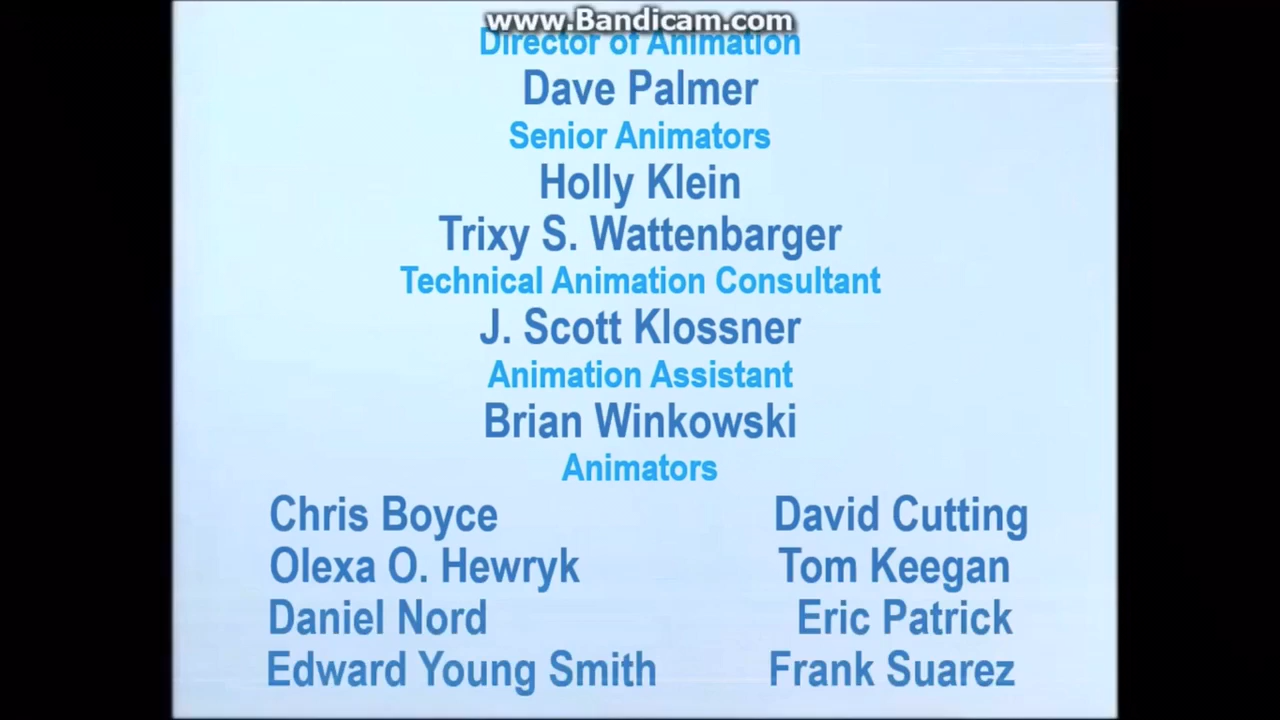 www.Bandicam.com
Director of Animation
Dave Palmer
Senior Animators
Holly Klein
Trixy S. Wattenbarger
Technical Animation Consultant
J. Scott Klossner
Animation Assistant
Brian Winkowski
Animators
Chris Boyce David Cutting
Olexa O. Hewryk Tom Keegan
Daniel Nord Eric Patrick
Edward Young Smith Frank Suarez